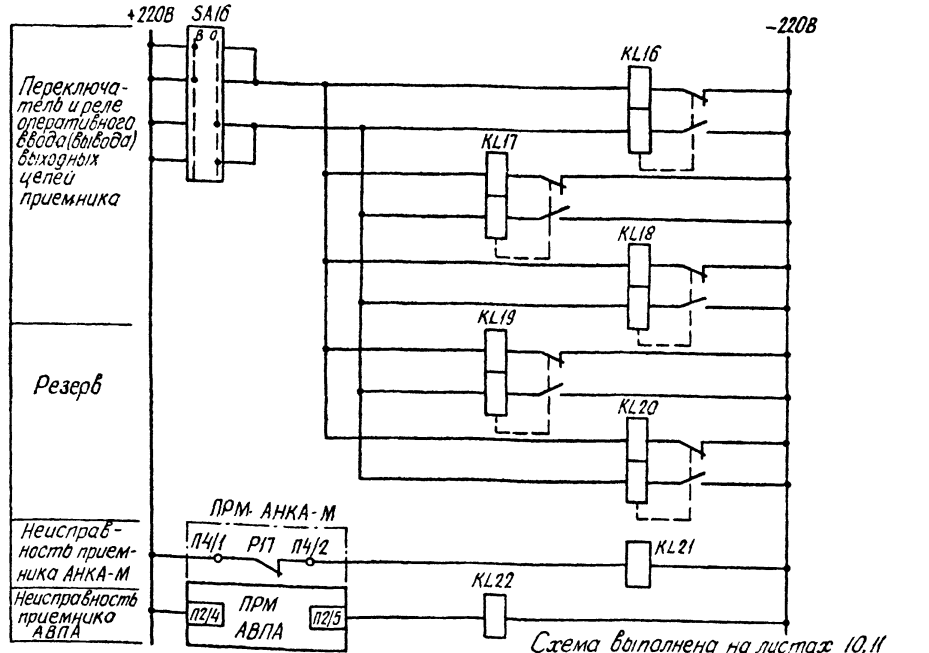 +220В
SA16
-220В
В О
Переключа-
тель и реле
оперативного
ввода(вывода)
выходных
цепей
приемника
KL16
KL17
KL18
KL19
Резерв
KL20
ПРМ. АНКА-М
Неисправ-
ность прием-
ника АНКА-М
П4/1
Р17
П4/2
KL21
Неисправность
приемника
АВПА
П2/4
ПРМ
АВПА
П2/5
KL22
Схема выполнена на листах 10.11